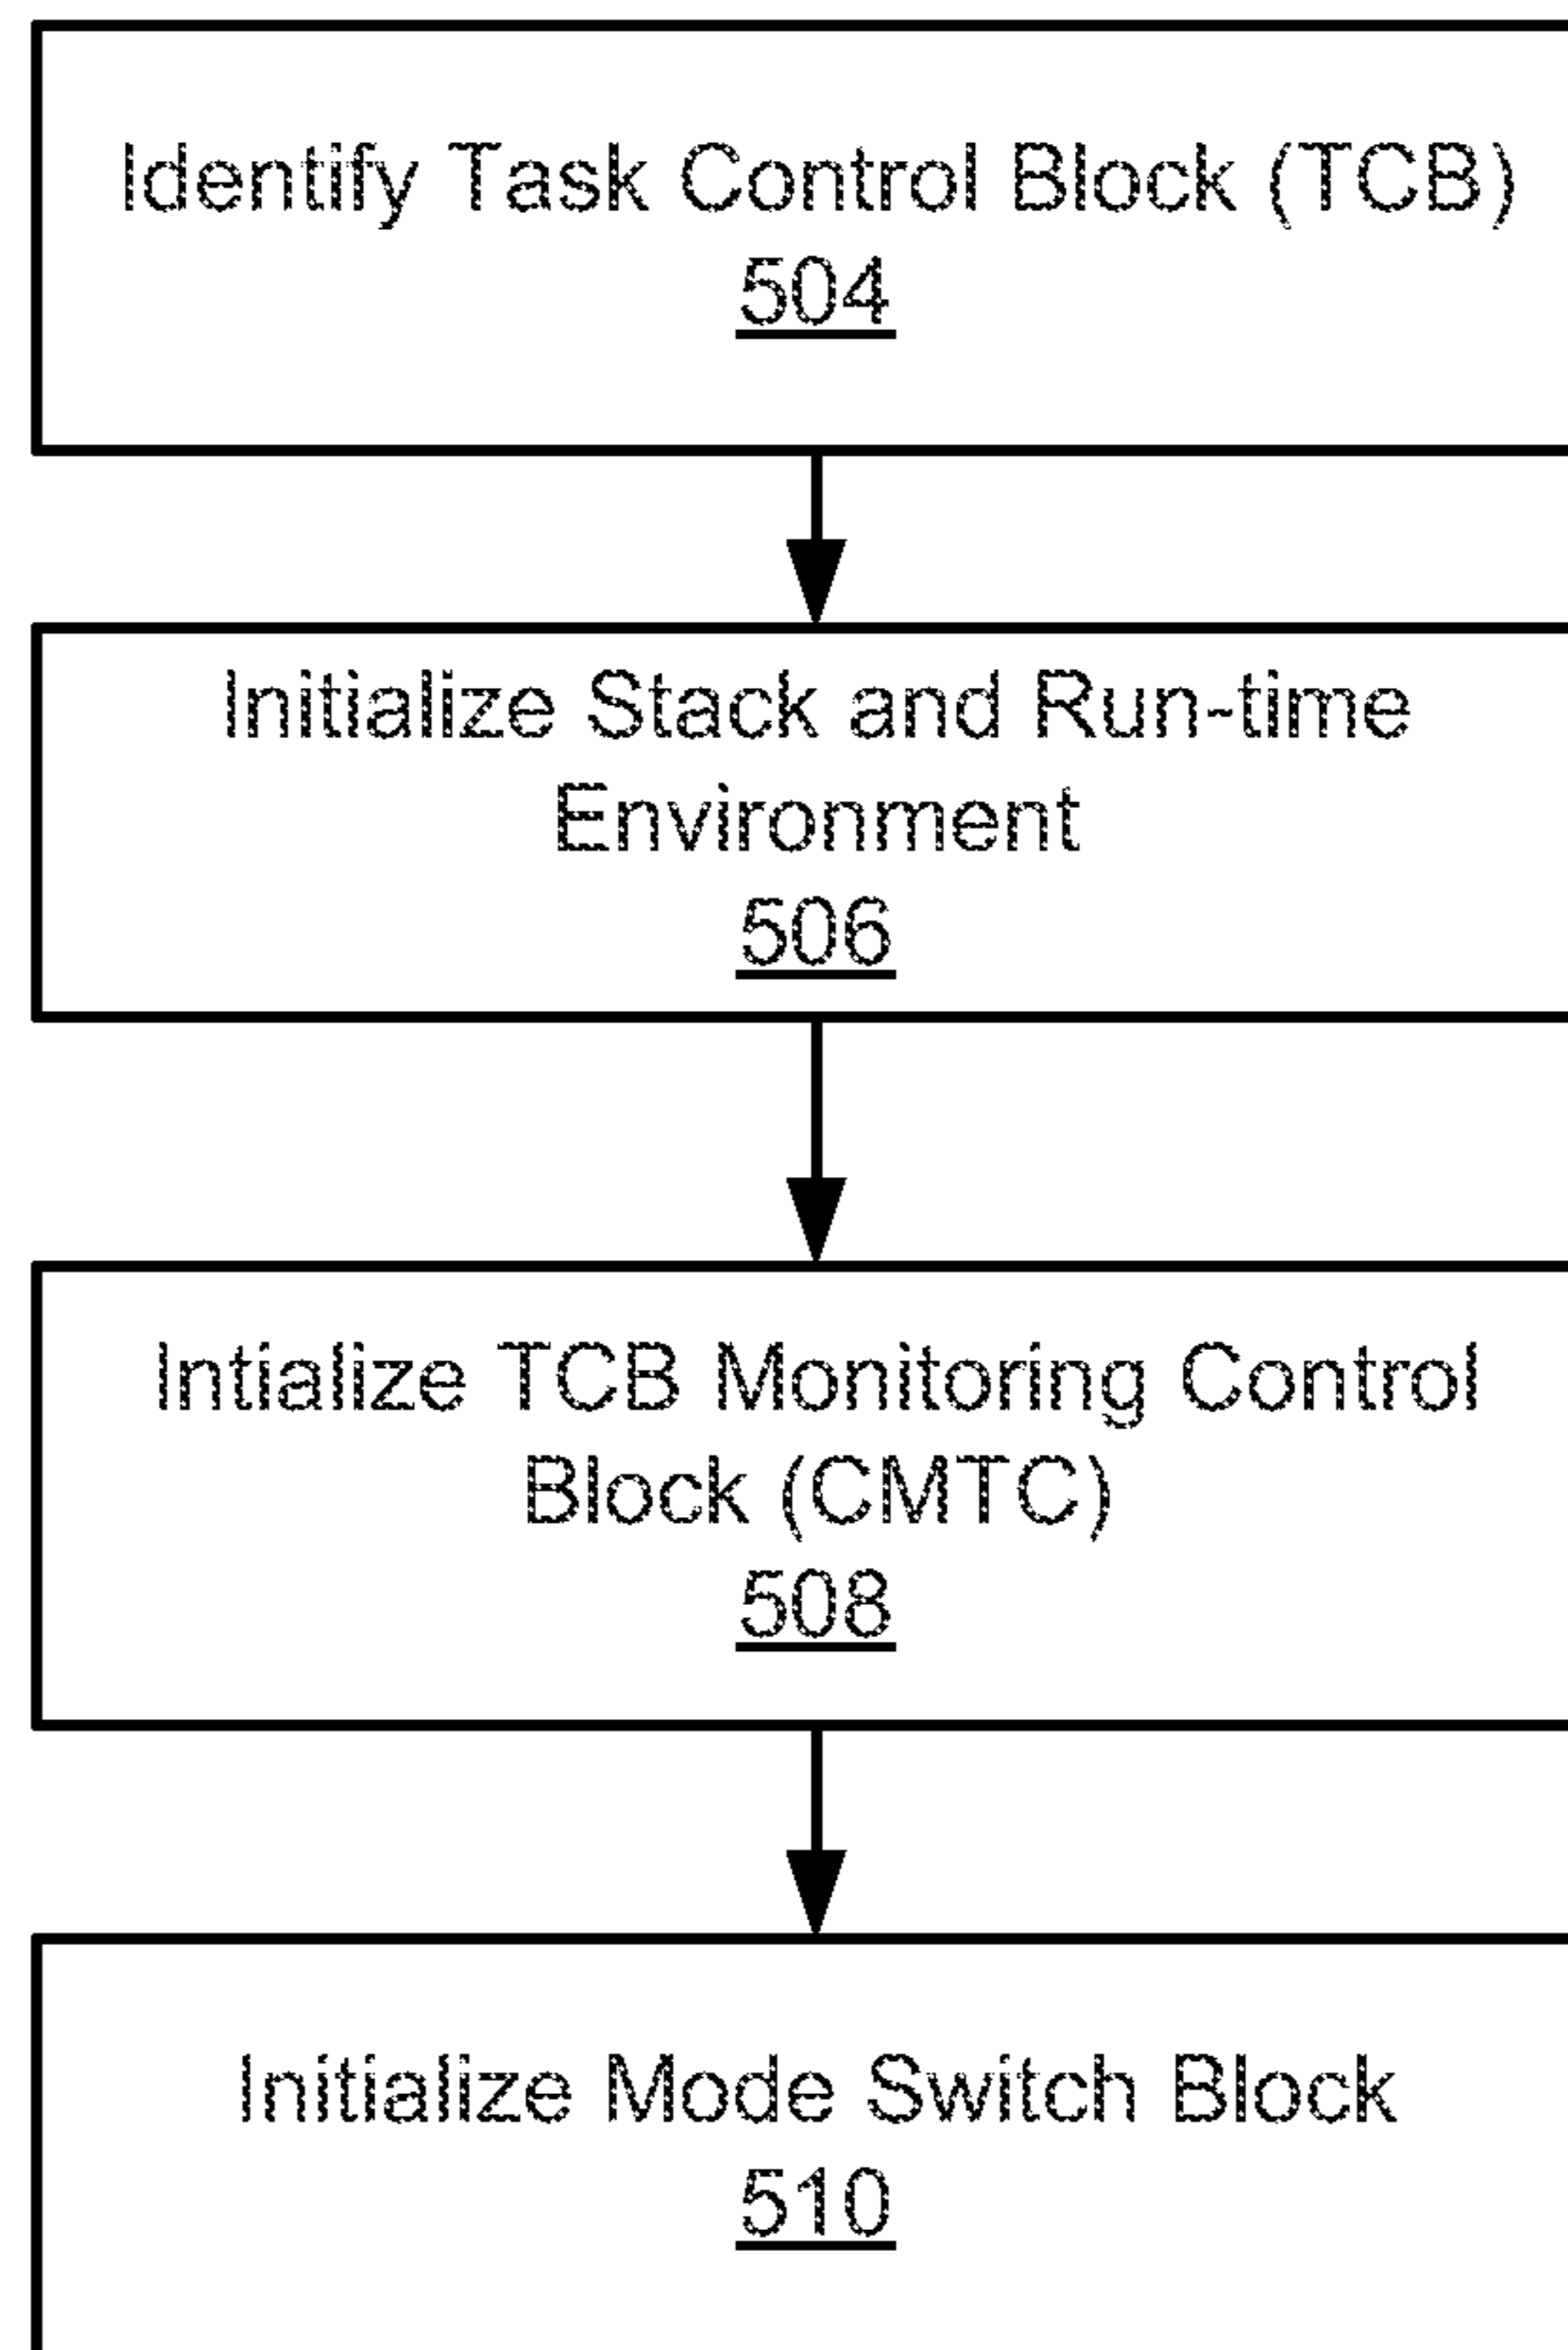 Identify Task Control Block (TCB)
504
Initialize Stack and Run-time
Environment
506
Intialize TCB Monitoring Control
Block (CMTC)
508
Initialize Mode Switch Block
510